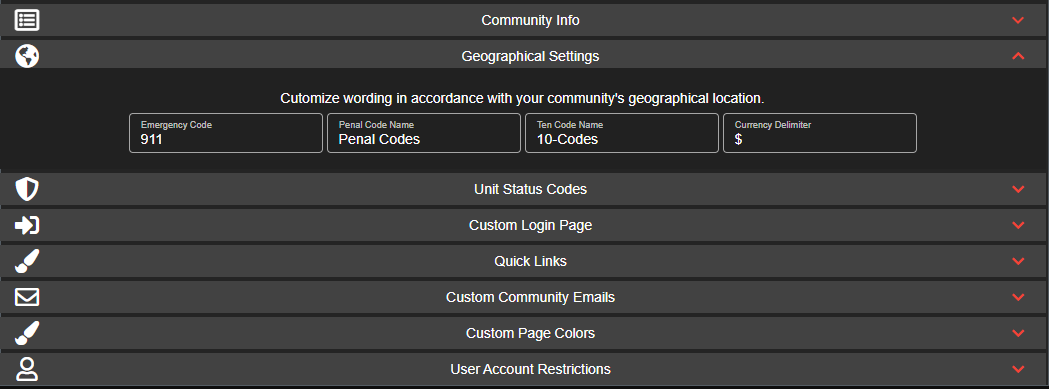 Community Info
Geographical Settings
Cutomize wording in accordance with your community's geographical location.
Emergency Code Penal Code Name Ten Code Name Currency Delimiter
911 Penal Codes 10-Codes $
Unit Status Codes
Custom Login Page
Quick Links
Custom Community Emails
Custom Page Colors
User Account Restrictions